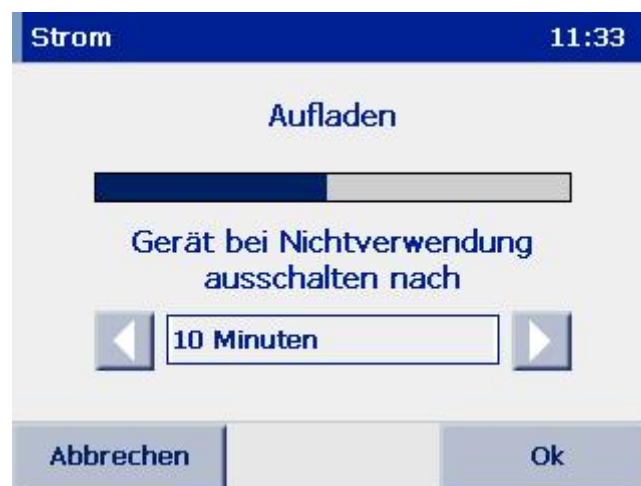 Strom 11:33
Aufladen
Gerät bei Nichtverwendung
ausschalten nach
10 Minuten
Abbrechen Ok